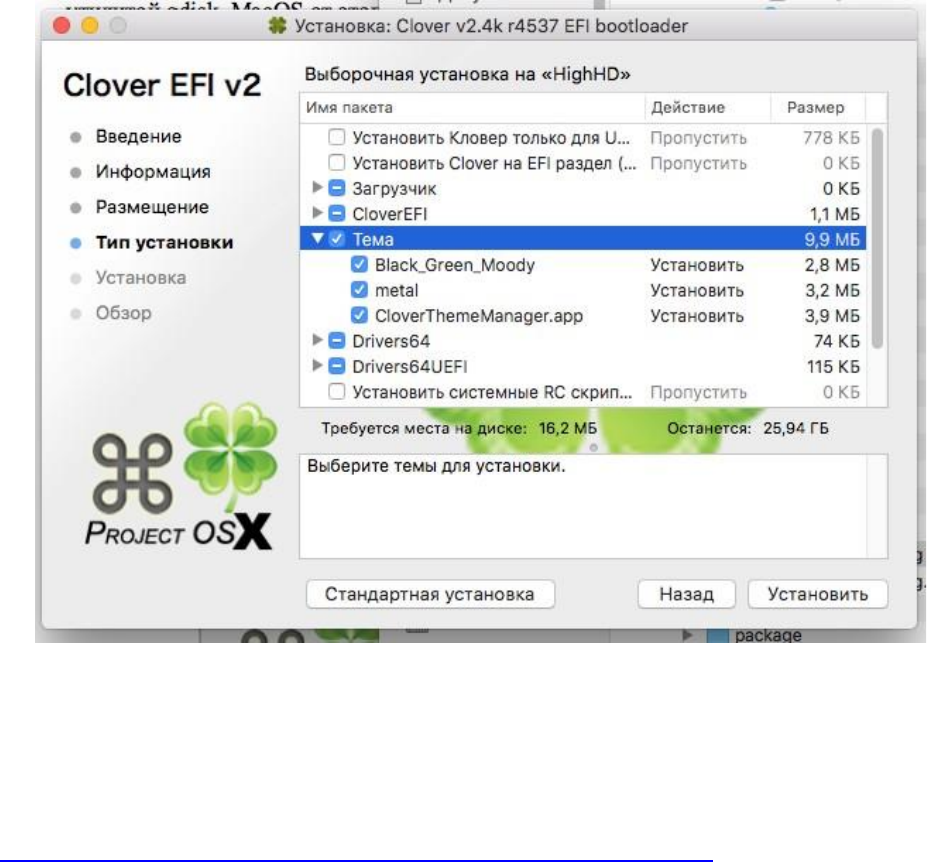 Установка: Clover v2.4k r4537 EFI bootloader
Clover EFI v2
Введение
Информация
Размещение
Тип установки
Установка
Обзор
PROJECT OSX
Выборочная установка на «HighHD»
Имя пакета Действие Размер
Установить Кловер только для U... Пропустить 778 КБ
Установить Clover на EFI раздел (... Пропустить 0 КБ
Загрузчик 0 КБ
CloverEFI 1,1 МБ
Тема 9,9 МБ
Black_Green_Moody Установить 2,8 МБ
metal Установить 3,2 МБ
CloverThemeManager.app Установить 3,9 МБ
Drivers64 74 КБ
Drivers64UEFI 115 КБ
Установить системные RC скрип... Пропустить 0 КБ
Требуется места на диске: 16,2 МБ Останется: 25,94 ГБ
Выберите темы для установки.
Стандартная установка Назад Установить
package